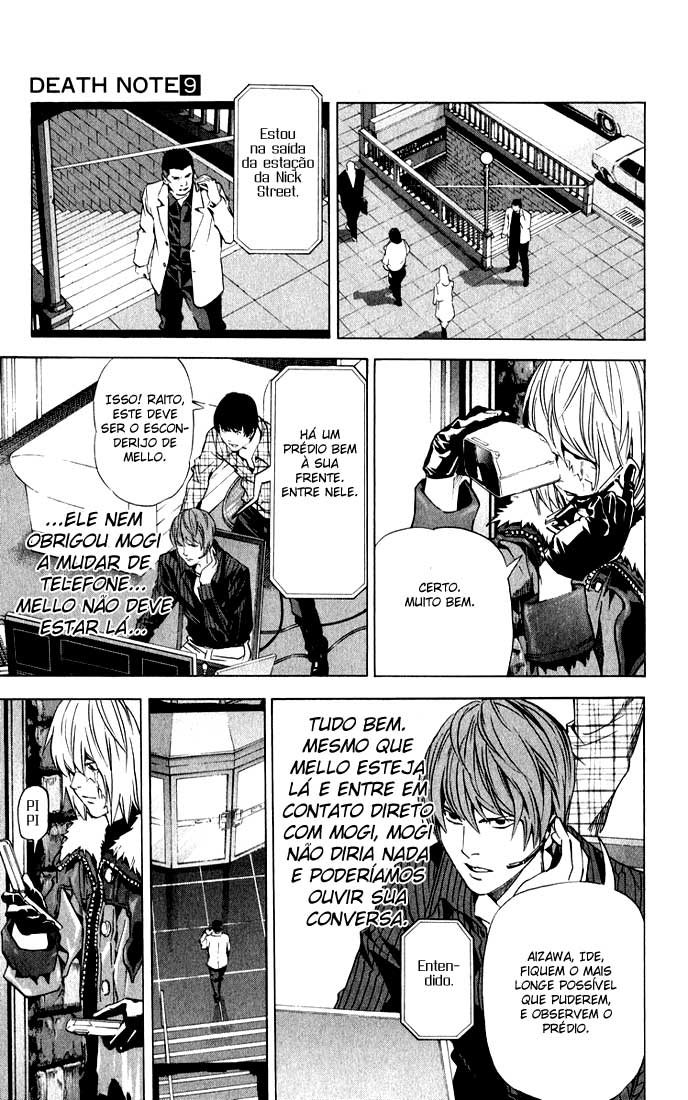 DEATH NOTE 9
Estou
na saída
da estação
da Nick
Street.
CERTO.
MUITO BEM.
HÁ UM
PRÉDIO BEM
À SUA
FRENTE.
ENTRE NELE.
ISSO! RAITO,
ESTE DEVE
SER O ESCON-
DERIJO DE
MELLO.
...ELE NEM
OBRIGOU MOGI
A MUDAR DE
TELEFONE...
MELLO NÃO DEVE
ESTAR LÁ...
TUDO BEM.
MESMO QUE
MELLO ESTEJA
LÁ E ENTRE EM
CONTATO DIRETO
COM MOGI, MOGI
NÃO DIRIA NADA
E PODERÍAMOS
OUVIR SUA
CONVERSA.
AIZAWA, IDE,
FIQUEM O MAIS
LONGE POSSÍVEL
QUE PUDEREM,
E OBSERVEM O
PRÉDIO.
Enten-
dido.
PI
PI